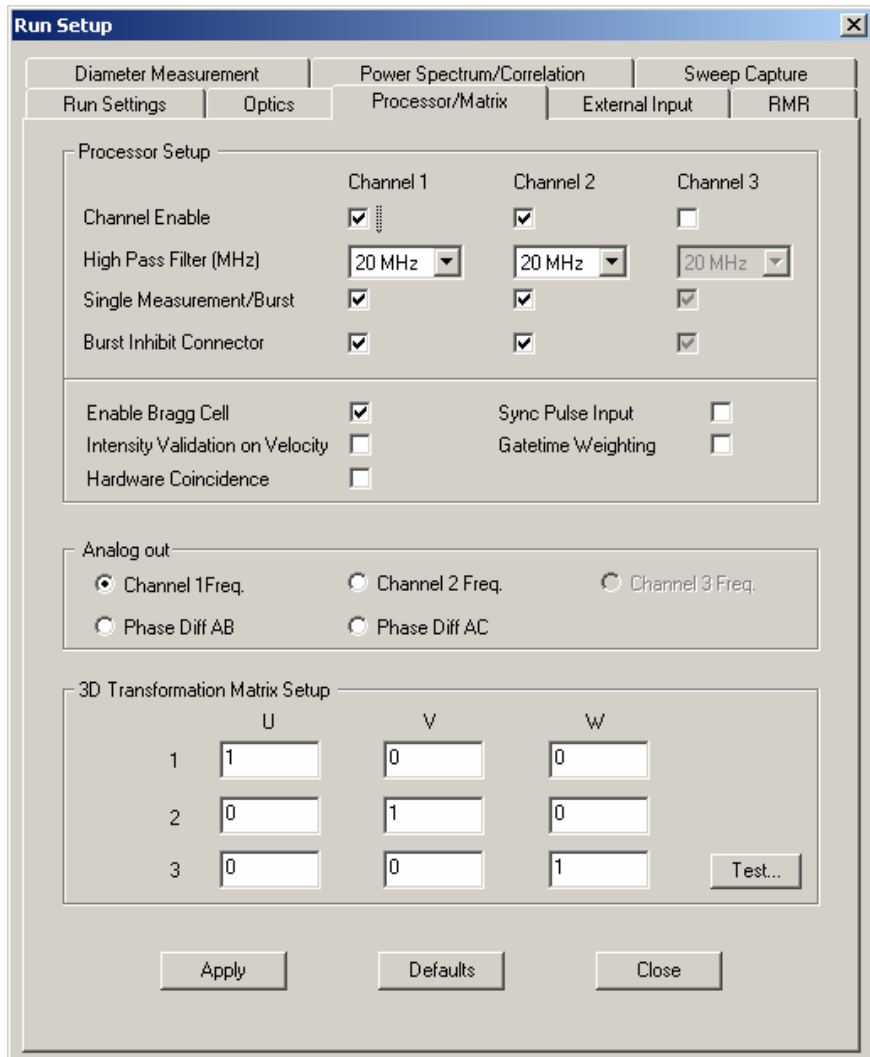 Run Setup
Diameter Measurement Power Spectrum/Correlation Sweep Capture
Run Settings Optics Processor/Matrix External Input RMR
Processor Setup
Channel 1 Channel 2 Channel 3
Channel Enable
High Pass Filter (MHz) 20 MHz 20 MHz 20 MHz
Single Measurement/Burst
Burst Inhibit Connector
Enable Bragg Cell Sync Pulse Input
Intensity Validation on Velocity Gatetime Weighting
Hardware Coincidence
Analog out
Channel 1Freq. Channel 2 Freq. Channel 3 Freq.
Phase Diff AB Phase Diff AC
3D Transformation Matrix Setup
U V W
1 1 0 0
2 0 1 0
3 0 0 1 Test...
Apply Defaults Close